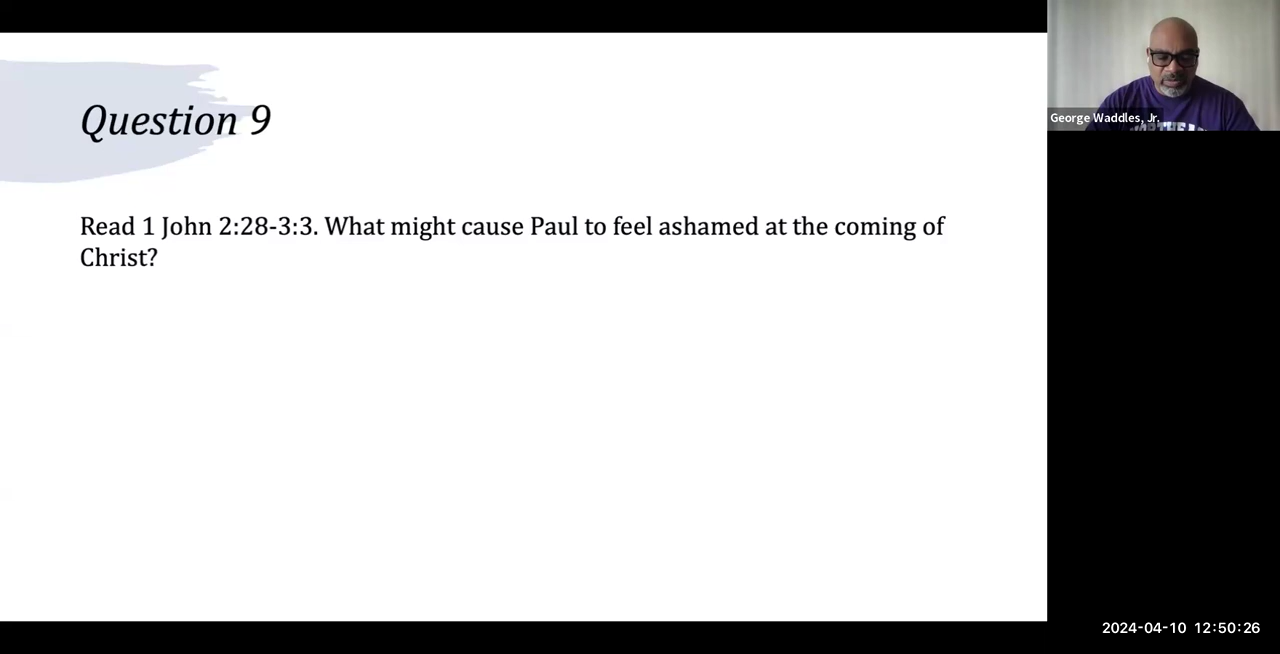 Question 9
Read 1 John 2:28-3:3. What might cause Paul to feel ashamed at the coming of
Christ?
George Waddles, Jr.
2024-04-10 12:50:26